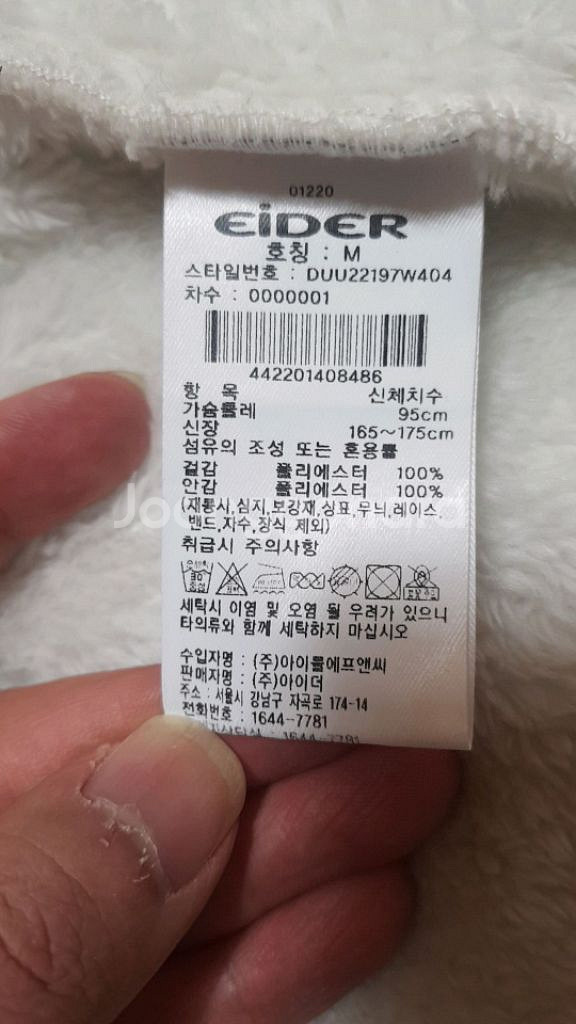 01220
EiDER
호칭 : M
스타일번호 : DUU22197W404
차수 : 0000001
442201408486
항 목 신체치수
가슴둘레 95cm
신장 165~175cm
섬유의 조성 또는 혼용률
겉감 폴리에스터 100%
안감 폴리에스터 100%
(재봉사,심지,보강재,상표,무늬,레이스,
밴드,자수,장식 제외)
취급시 주의사항
30
세탁시 이염 및 오염 될 우려가 있으니
타의류와 함께 세탁하지 마십시오
수입자명 : (주)아이룰에프앤씨
판매자명 : (주)아이더
주소 : 서울시 강남구 자곡로 174-14
전화번호 : 1644-7781
1644-7781